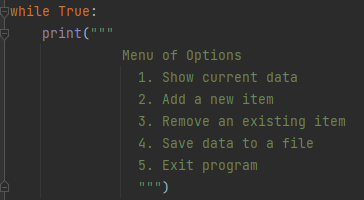 while True:
    print("""
              Menu of Options
                1. Show current data
                2. Add a new item
                3. Remove an existing item
                4. Save data to a file
                5. Exit program
                """)